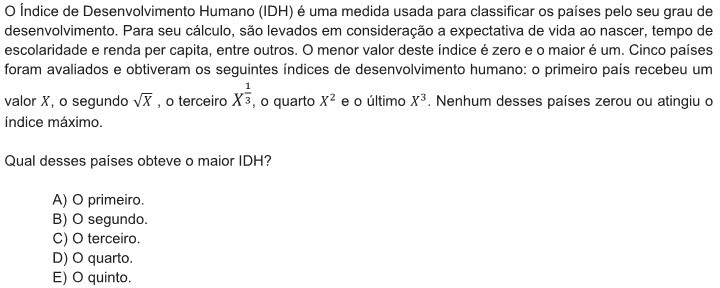 O Índice de Desenvolvimento Humano (IDH) é uma medida usada para classificar os países pelo seu grau de
desenvolvimento. Para seu cálculo, são levados em consideração a expectativa de vida ao nascer, tempo de
escolaridade e renda per capita, entre outros. O menor valor deste índice é zero e o maior é um. Cinco países
foram avaliados e obtiveram os seguintes índices de desenvolvimento humano: o primeiro país recebeu um
valor X, o segundo √X , o terceiro X^(1/3), o quarto X² e o último X³. Nenhum desses países zerou ou atingiu o
índice máximo.
Qual desses países obteve o maior IDH?
A) O primeiro.
B) O segundo.
C) O terceiro.
D) O quarto.
E) O quinto.